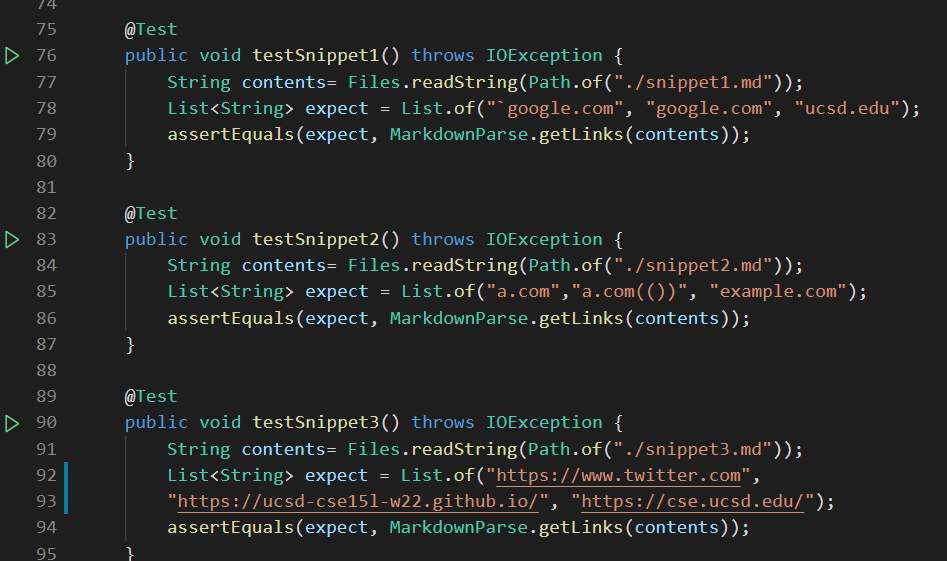 74
75 @Test
76 public void testSnippet1() throws IOException {
77 String contents= Files.readString(Path.of("./snippet1.md"));
78 List<String> expect = List.of("`google.com", "google.com", "ucsd.edu");
79 assertEquals(expect, MarkdownParse.getLinks(contents));
80 }
81
82 @Test
83 public void testSnippet2() throws IOException {
84 String contents= Files.readString(Path.of("./snippet2.md"));
85 List<String> expect = List.of("a.com","a.com(())", "example.com");
86 assertEquals(expect, MarkdownParse.getLinks(contents));
87 }
88
89 @Test
90 public void testSnippet3() throws IOException {
91 String contents= Files.readString(Path.of("./snippet3.md"));
92 List<String> expect = List.of("https://www.twitter.com",
93 "https://ucsd-cse15l-w22.github.io/", "https://cse.ucsd.edu/");
94 assertEquals(expect, MarkdownParse.getLinks(contents));
95 }